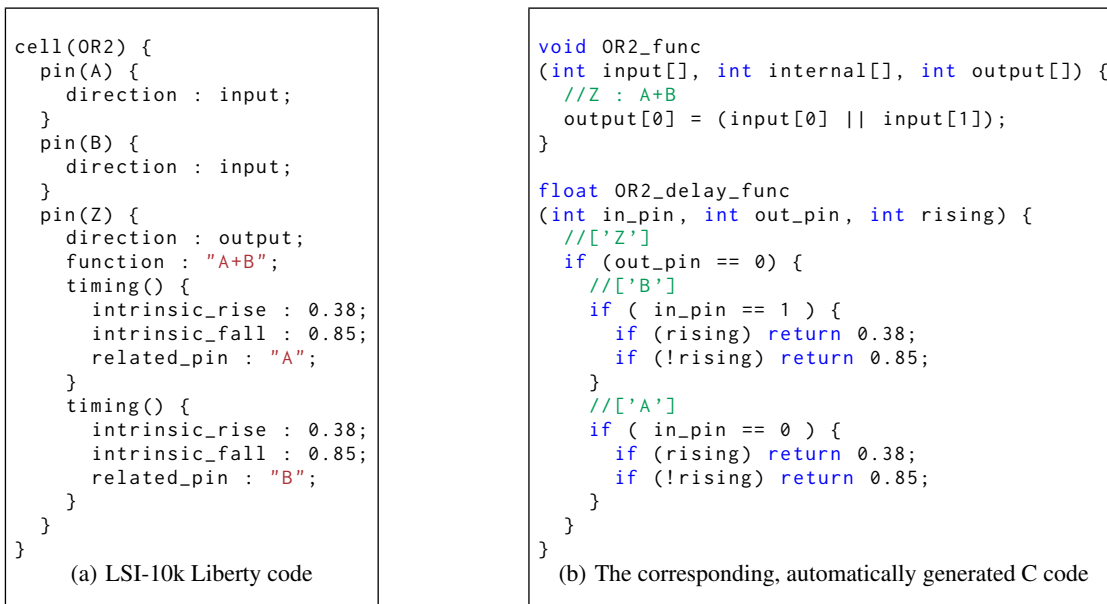 cell(OR2) {
  pin(A) {
    direction : input;
  }
  pin(B) {
    direction : input;
  }
  pin(Z) {
    direction : output;
    function : "A+B";
    timing() {
      intrinsic_rise : 0.38;
      intrinsic_fall : 0.85;
      related_pin : "A";
    }
    timing() {
      intrinsic_rise : 0.38;
      intrinsic_fall : 0.85;
      related_pin : "B";
    }
  }
}
(a) LSI-10k Liberty code
void OR2_func
(int input[], int internal[], int output[]) {
  //Z : A+B
  output[0] = (input[0] || input[1]);
}

float OR2_delay_func
(int in_pin, int out_pin, int rising) {
  //['Z']
  if (out_pin == 0) {
    //['B']
    if ( in_pin == 1 ) {
      if (rising) return 0.38;
      if (!rising) return 0.85;
    }
    //['A']
    if ( in_pin == 0 ) {
      if (rising) return 0.38;
      if (!rising) return 0.85;
    }
  }
}
(b) The corresponding, automatically generated C code